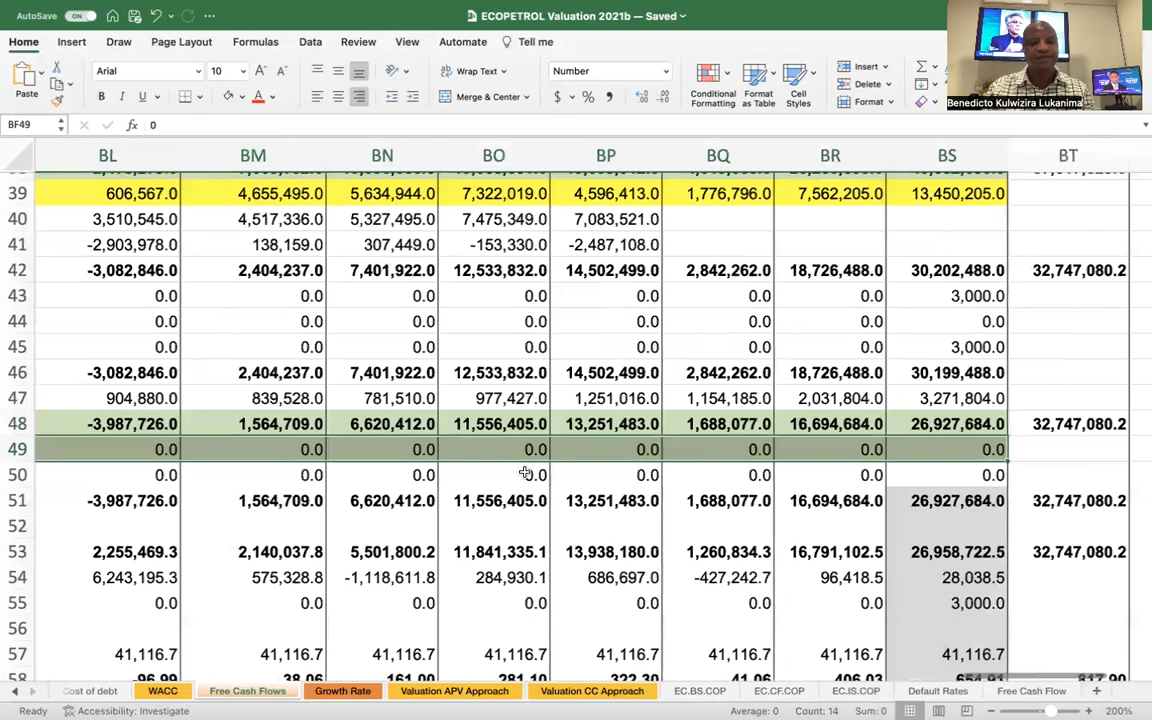 AutoSave ON ECOPETROL Valuation 2021b — Saved
Home Insert Draw Page Layout Formulas Data Review View Automate Tell me
Paste Arial 10 Wrap Text Number Insert
B I U Merge & Center $ % Conditional Formatting Format as Table Cell Styles Delete Format
Benedicto Kulwizira Lukanima
BF49 fx 0
BL BM BN BO BP BQ BR BS BT
39 606,567.0 4,655,495.0 5,634,944.0 7,322,019.0 4,596,413.0 1,776,796.0 7,562,205.0 13,450,205.0
40 3,510,545.0 4,517,336.0 5,327,495.0 7,475,349.0 7,083,521.0
41 -2,903,978.0 138,159.0 307,449.0 -153,330.0 -2,487,108.0
42 -3,082,846.0 2,404,237.0 7,401,922.0 12,533,832.0 14,502,499.0 2,842,262.0 18,726,488.0 30,202,488.0 32,747,080.2
43 0.0 0.0 0.0 0.0 0.0 0.0 0.0 3,000.0
44 0.0 0.0 0.0 0.0 0.0 0.0 0.0 0.0
45 0.0 0.0 0.0 0.0 0.0 0.0 0.0 3,000.0
46 -3,082,846.0 2,404,237.0 7,401,922.0 12,533,832.0 14,502,499.0 2,842,262.0 18,726,488.0 30,199,488.0
47 904,880.0 839,528.0 781,510.0 977,427.0 1,251,016.0 1,154,185.0 2,031,804.0 3,271,804.0
48 -3,987,726.0 1,564,709.0 6,620,412.0 11,556,405.0 13,251,483.0 1,688,077.0 16,694,684.0 26,927,684.0 32,747,080.2
49 0.0 0.0 0.0 0.0 0.0 0.0 0.0 0.0
50 0.0 0.0 0.0 0.0 0.0 0.0 0.0 0.0
51 -3,987,726.0 1,564,709.0 6,620,412.0 11,556,405.0 13,251,483.0 1,688,077.0 16,694,684.0 26,927,684.0 32,747,080.2
52
53 2,255,469.3 2,140,037.8 5,501,800.2 11,841,335.1 13,938,180.0 1,260,834.3 16,791,102.5 26,958,722.5 32,747,080.2
54 6,243,195.3 575,328.8 -1,118,611.8 284,930.1 686,697.0 -427,242.7 96,418.5 28,038.5
55 0.0 0.0 0.0 0.0 0.0 0.0 0.0 3,000.0
56
57 41,116.7 41,116.7 41,116.7 41,116.7 41,116.7 41,116.7 41,116.7 41,116.7
58 -96.99 38.06 161.00 281.10 322.30 41.06 406.03 654.91 817.90
Cost of debt WACC Free Cash Flows Growth Rate Valuation APV Approach Valuation CC Approach EC.BS.COP EC.CF.COP EC.IS.COP Default Rates Free Cash Flow
Ready Accessibility: Investigate Average: 0 Count: 14 Sum: 0 200%